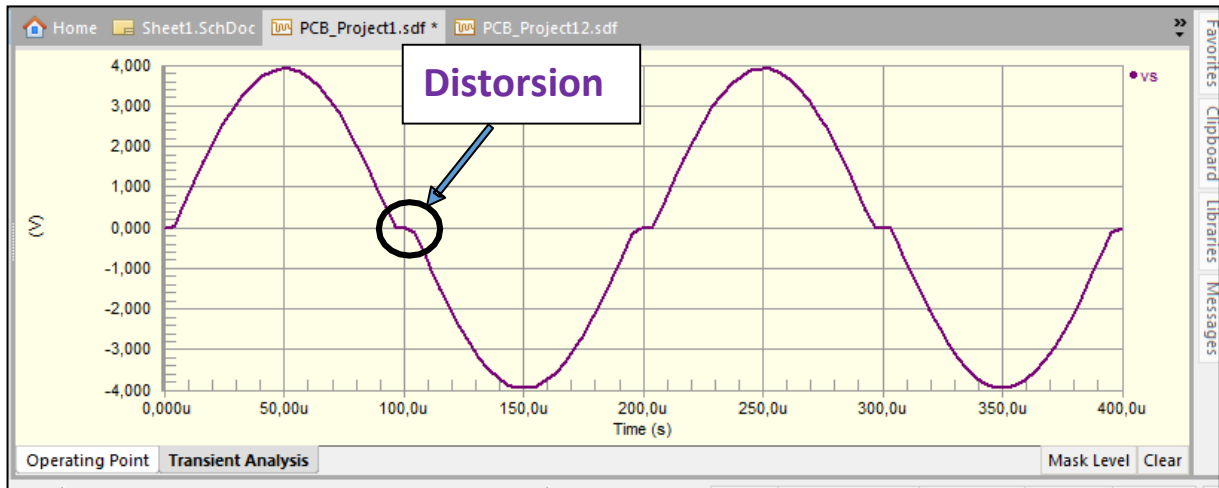 Home Sheet1.SchDoc PCB_Project1.sdf * PCB_Project12.sdf
Distorsion
vs
4,000
3,000
2,000
1,000
0,000
-1,000
-2,000
-3,000
-4,000
(V)
0,000u 50,00u 100,0u 150,0u 200,0u 250,0u 300,0u 350,0u 400,0u
Time (s)
Operating Point Transient Analysis Mask Level Clear
Favorites
Clipboard
Libraries
Messages